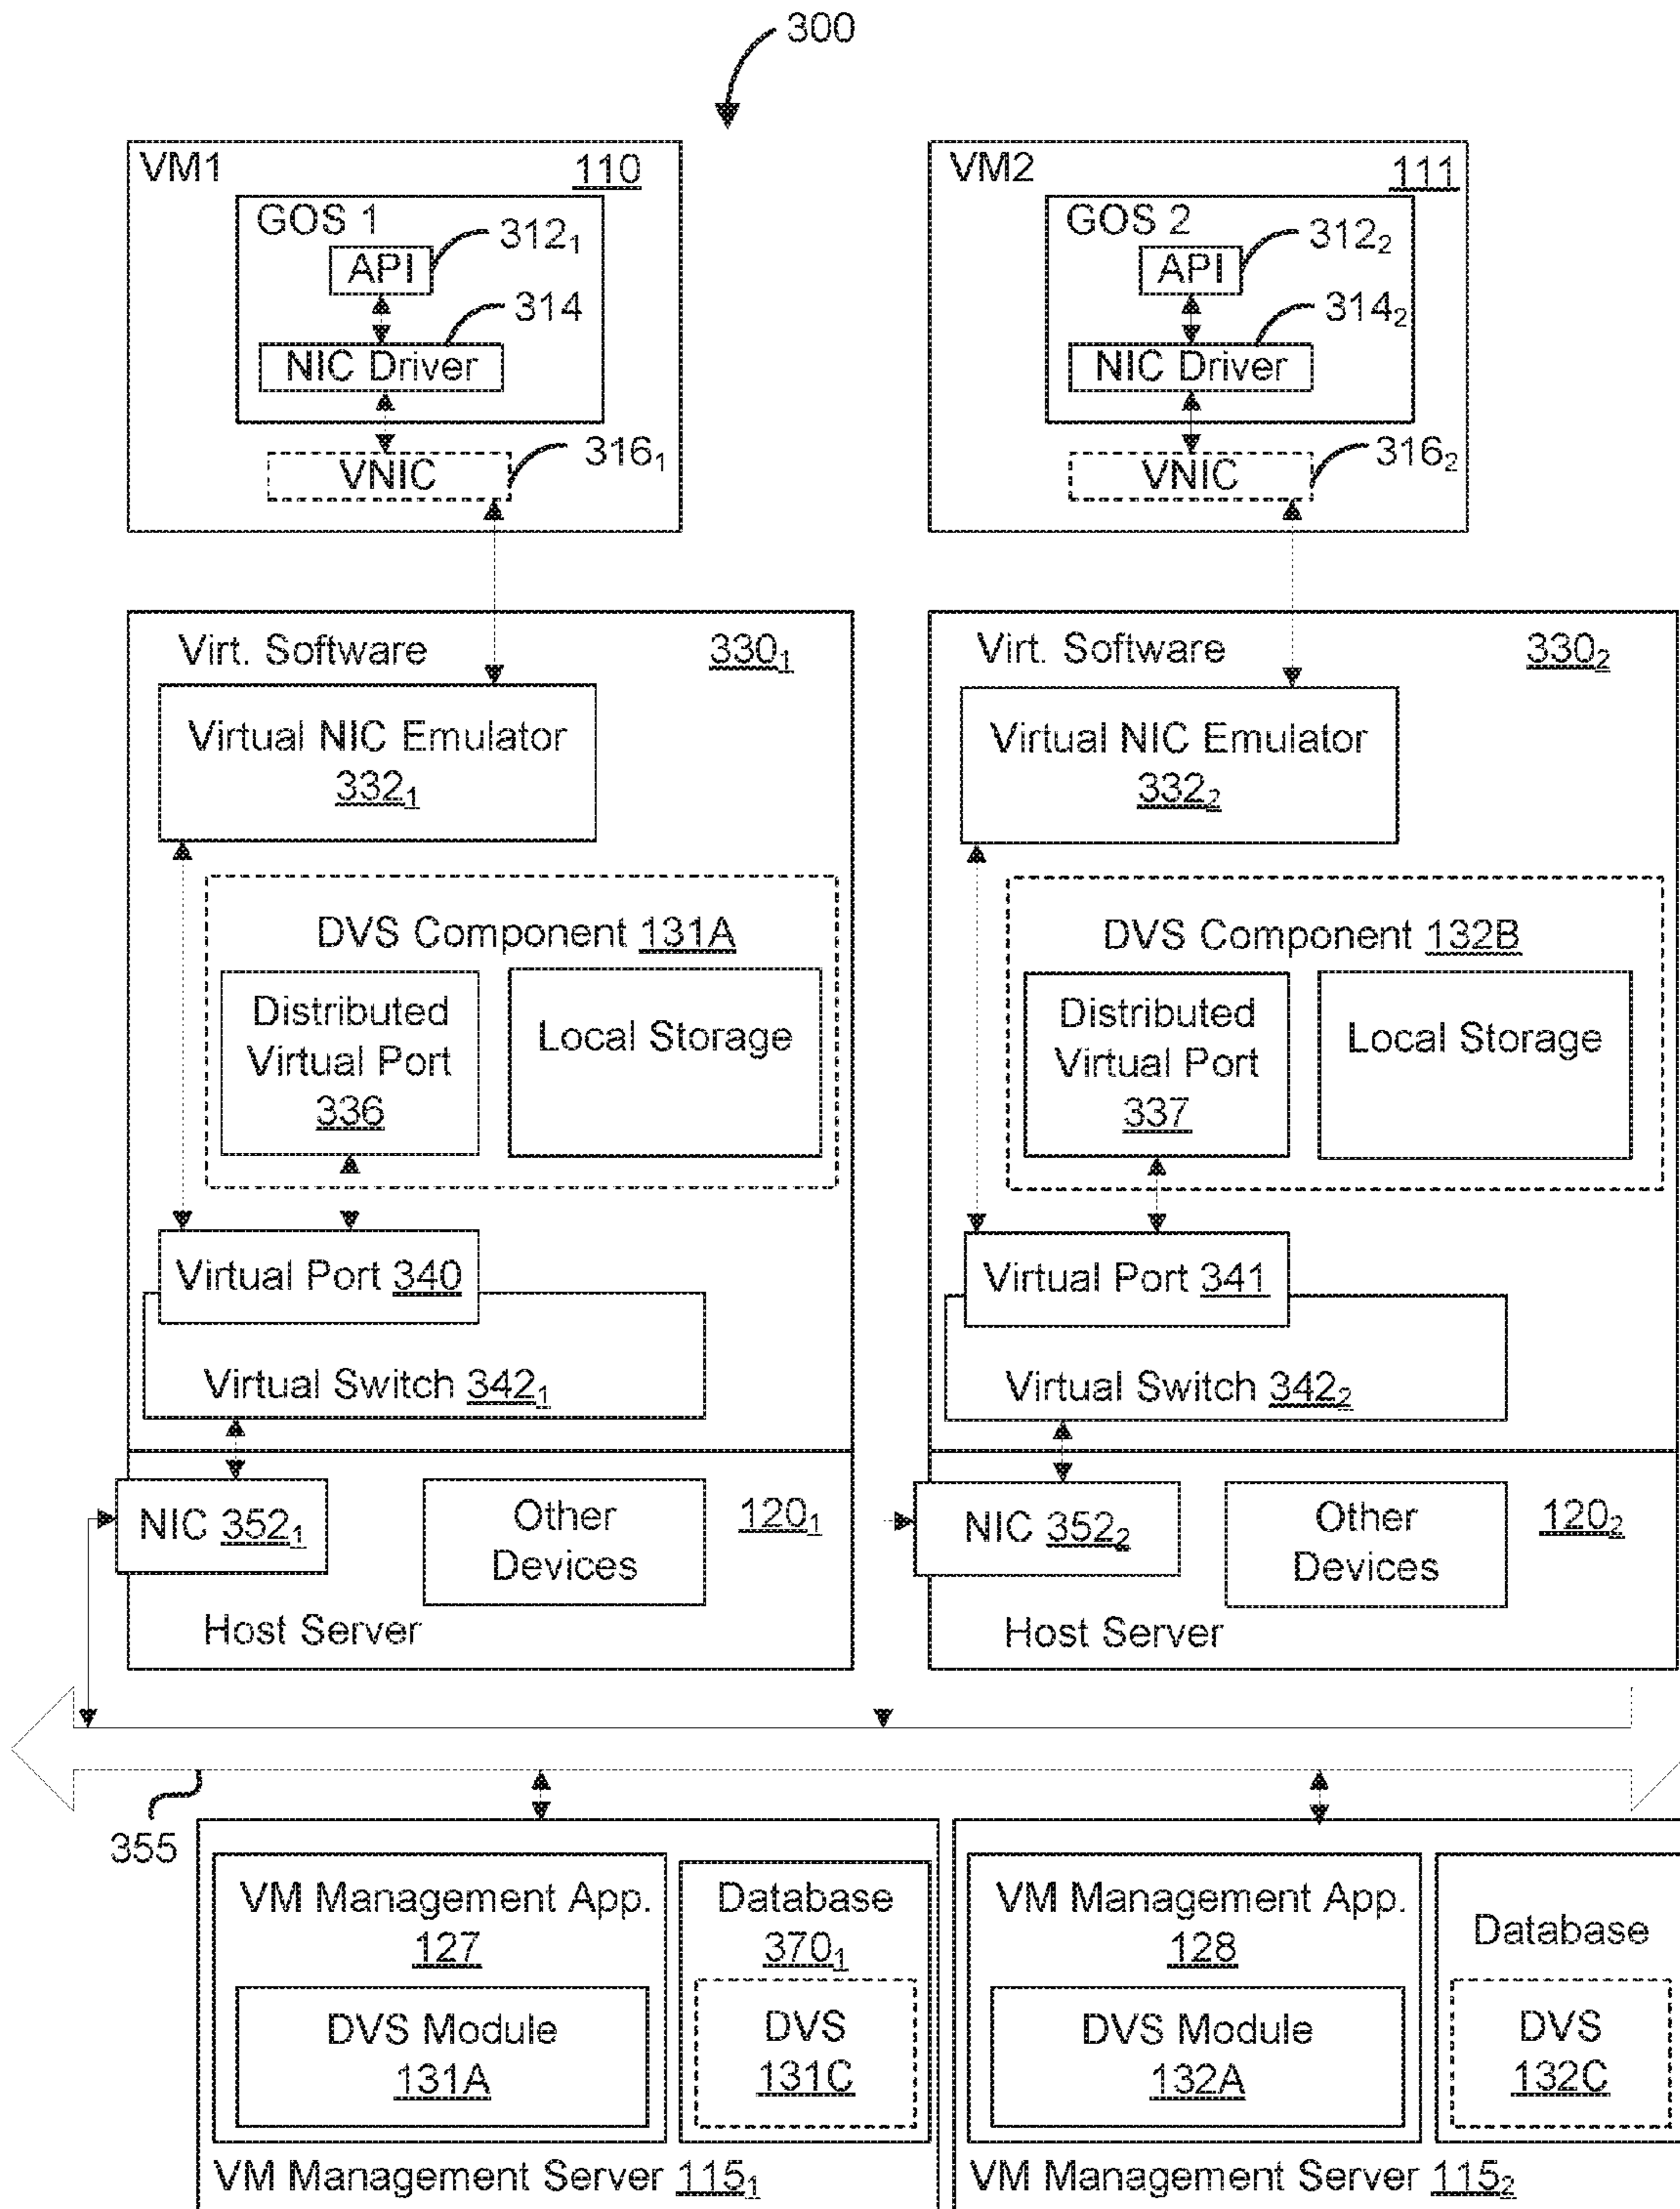 300
VM1
110
GOS 1
312₁
API
314
NIC Driver
316₁
VNIC
VM2
111
GOS 2
312₂
API
314₂
NIC Driver
316₂
VNIC
Virt. Software
330₁
Virtual NIC Emulator
332₁
DVS Component 131A
Distributed
Virtual Port
336
Local Storage
Virtual Port 340
Virtual Switch 342₁
NIC 352₁
Other
Devices
120₁
Host Server
Virt. Software
330₂
Virtual NIC Emulator
332₂
DVS Component 132B
Distributed
Virtual Port
337
Local Storage
Virtual Port 341
Virtual Switch 342₂
NIC 352₂
Other
Devices
120₂
Host Server
355
VM Management App.
127
DVS Module
131A
Database
370₁
DVS
131C
VM Management Server 115₁
VM Management App.
128
DVS Module
132A
Database
DVS
132C
VM Management Server 115₂